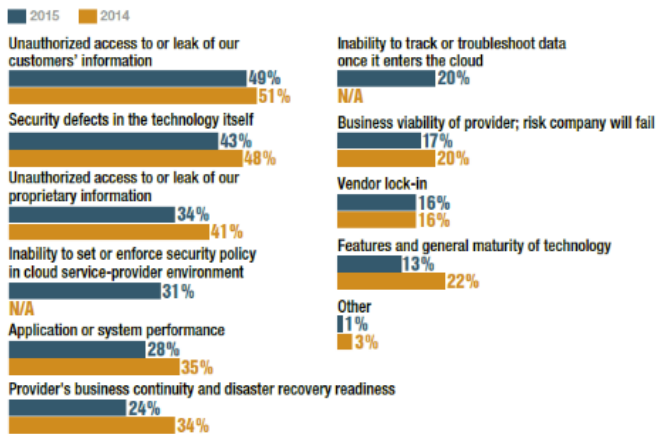 2015 2014
Unauthorized access to or leak of our
customers' information
49%
51%
Security defects in the technology itself
43%
48%
Unauthorized access to or leak of our
proprietary information
34%
41%
Inability to set or enforce security policy
in cloud service-provider environment
31%
N/A
Application or system performance
28%
35%
Provider's business continuity and disaster recovery readiness
24%
34%
Inability to track or troubleshoot data
once it enters the cloud
20%
N/A
Business viability of provider; risk company will fail
17%
20%
Vendor lock-in
16%
16%
Features and general maturity of technology
13%
22%
Other
1%
3%